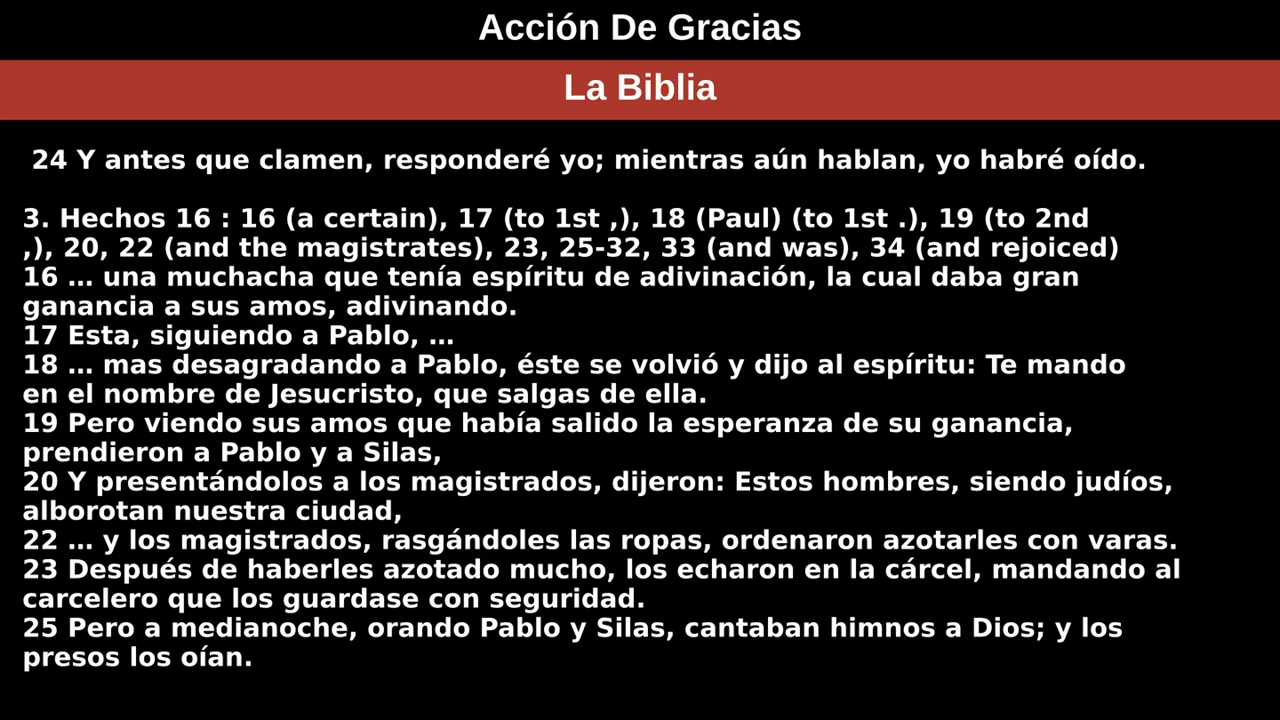 Acción De Gracias
La Biblia
24 Y antes que clamen, responderé yo; mientras aún hablan, yo habré oído.
3. Hechos 16 : 16 (a certain), 17 (to 1st ,), 18 (Paul) (to 1st .), 19 (to 2nd
,), 20, 22 (and the magistrates), 23, 25-32, 33 (and was), 34 (and rejoiced)
16 … una muchacha que tenía espíritu de adivinación, la cual daba gran
ganancia a sus amos, adivinando.
17 Esta, siguiendo a Pablo, …
18 … mas desagradando a Pablo, éste se volvió y dijo al espíritu: Te mando
en el nombre de Jesucristo, que salgas de ella.
19 Pero viendo sus amos que había salido la esperanza de su ganancia,
prendieron a Pablo y a Silas,
20 Y presentándolos a los magistrados, dijeron: Estos hombres, siendo judíos,
alborotan nuestra ciudad,
22 … y los magistrados, rasgándoles las ropas, ordenaron azotarles con varas.
23 Después de haberles azotado mucho, los echaron en la cárcel, mandando al
carcelero que los guardase con seguridad.
25 Pero a medianoche, orando Pablo y Silas, cantaban himnos a Dios; y los
presos los oían.